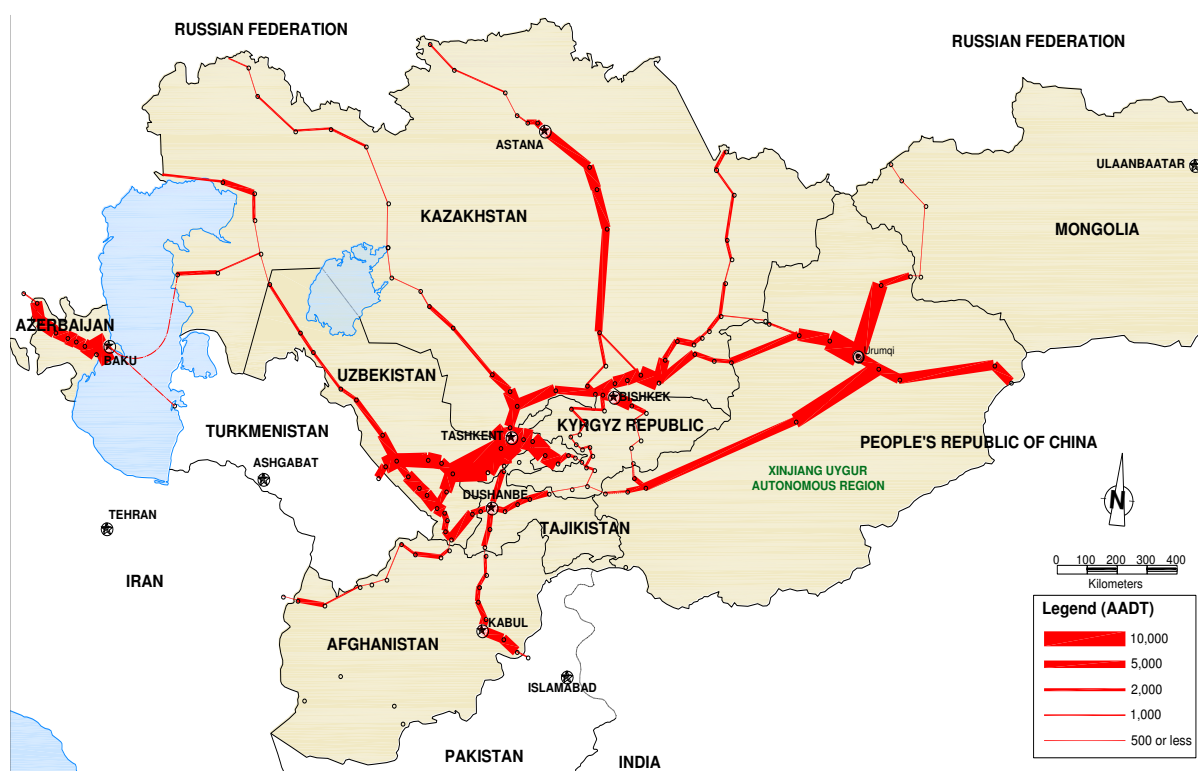 RUSSIAN FEDERATION
RUSSIAN FEDERATION
ASTANA
ULAANBAATAR
KAZAKHSTAN
MONGOLIA
AZERBAIJAN
BAKU
Urumqi
UZBEKISTAN
BISHKEK
TURKMENISTAN
TASHKENT
KYRGYZ REPUBLIC
PEOPLE'S REPUBLIC OF CHINA
ASHGABAT
XINJIANG UYGUR
AUTONOMOUS REGION
DUSHANBE
TEHRAN
TAJIKISTAN
N
IRAN
0 100 200 300 400
Kilometers
KABUL
AFGHANISTAN
ISLAMABAD
PAKISTAN
INDIA
Legend (AADT)
10,000
5,000
2,000
1,000
500 or less